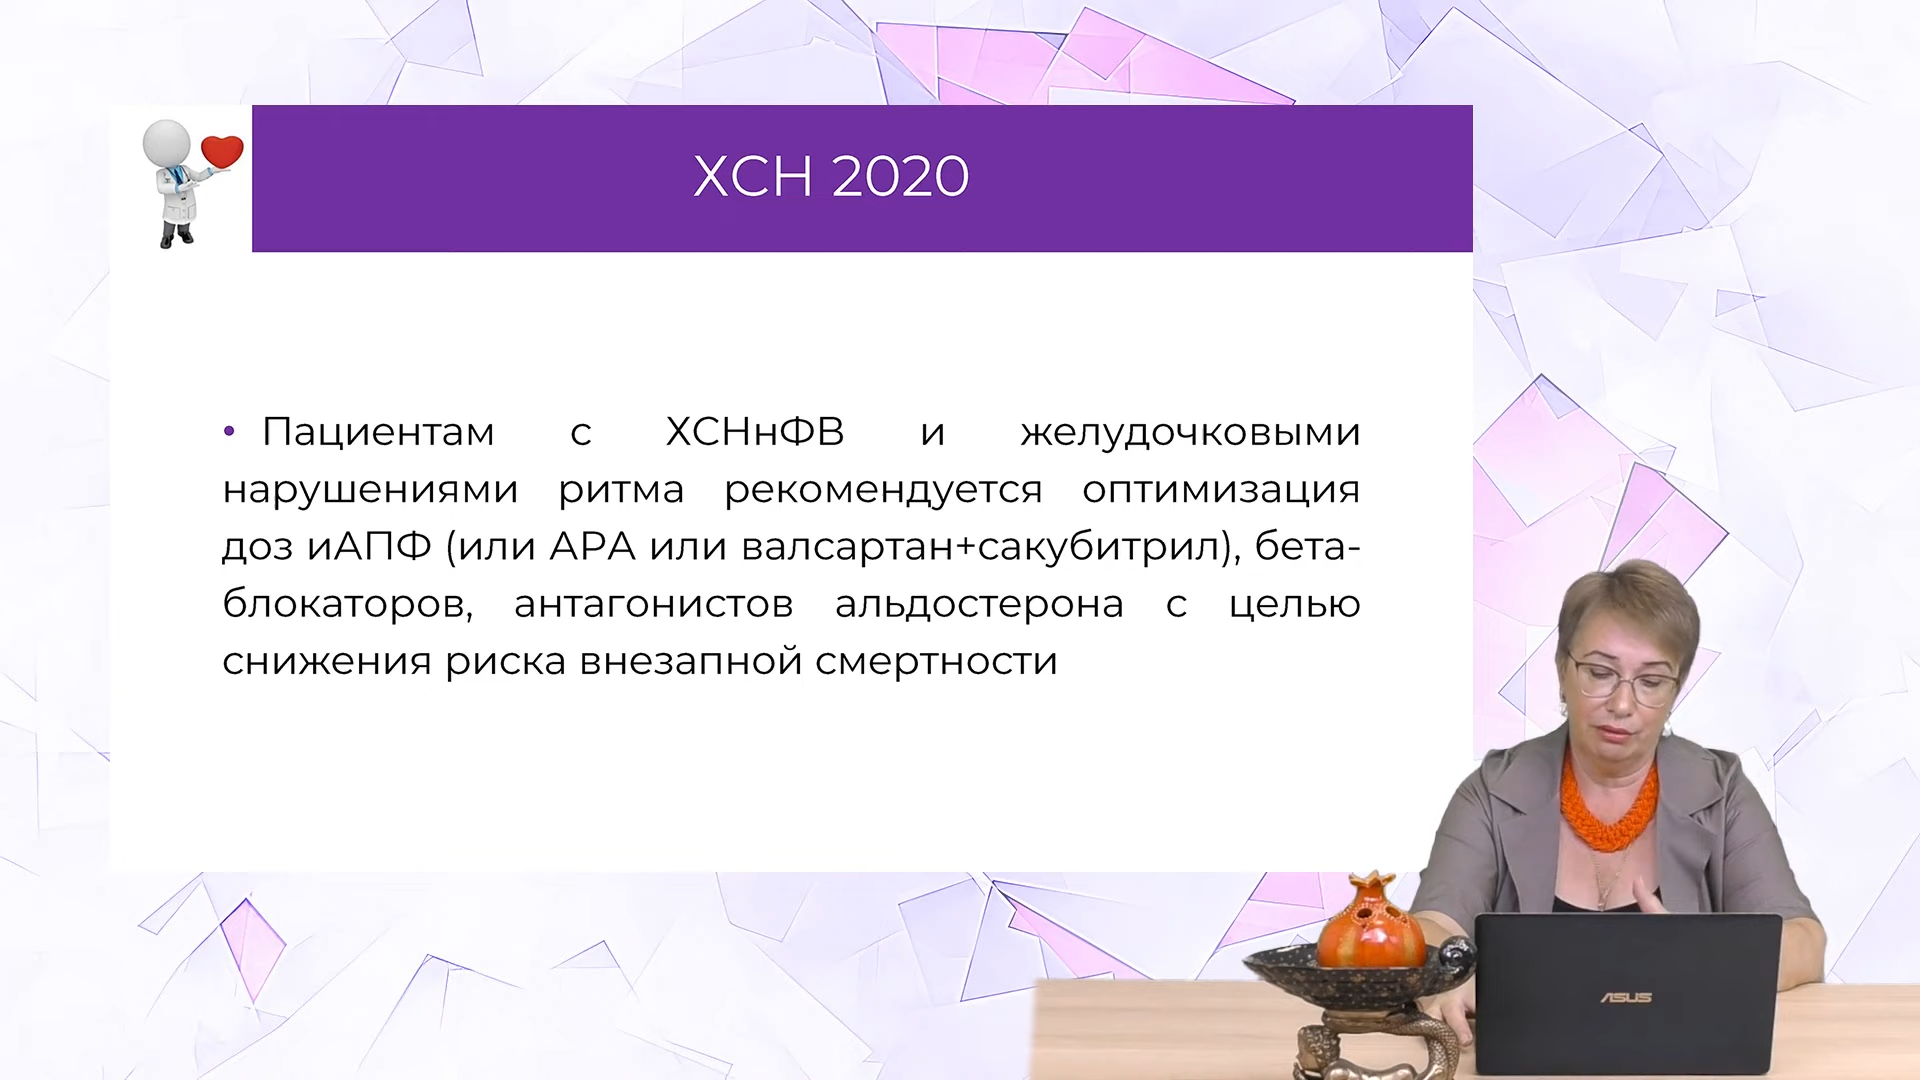 ХСН 2020
• Пациентам с ХСНнФВ и желудочковыми
нарушениями ритма рекомендуется оптимизация
доз иАПФ (или АРА или валсартан+сакубитрил), бета-
блокаторов, антагонистов альдостерона с целью
снижения риска внезапной смертности
ASUS